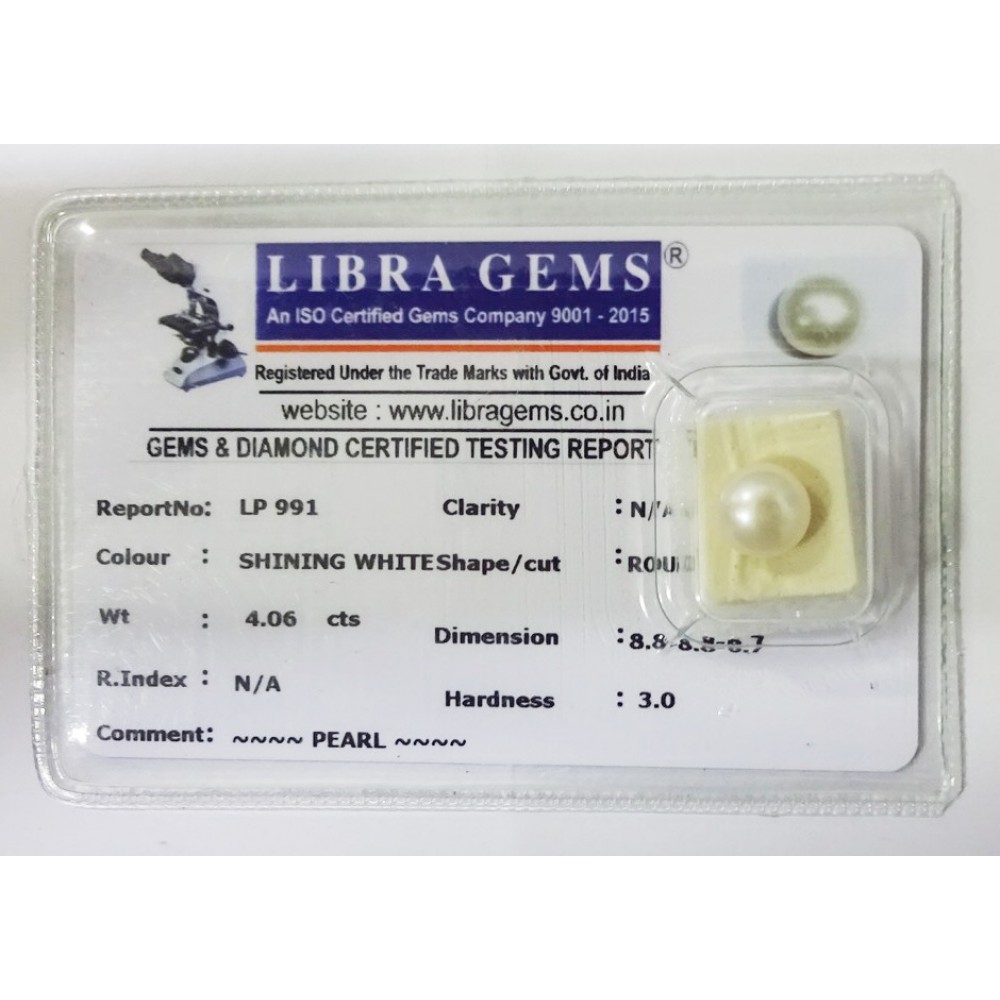 LIBRA GEMS ®
An ISO Certified Gems Company 9001 - 2015
Registered Under the Trade Marks with Govt. of India
website : www.libragems.co.in
GEMS & DIAMOND CERTIFIED TESTING REPORT
ReportNo: LP 991 Clarity : N/A
Colour : SHINING WHITE Shape/cut :
Wt : 4.06 cts Dimension :
R.Index : N/A Hardness : 3.0
Comment: ~~~~ PEARL ~~~~